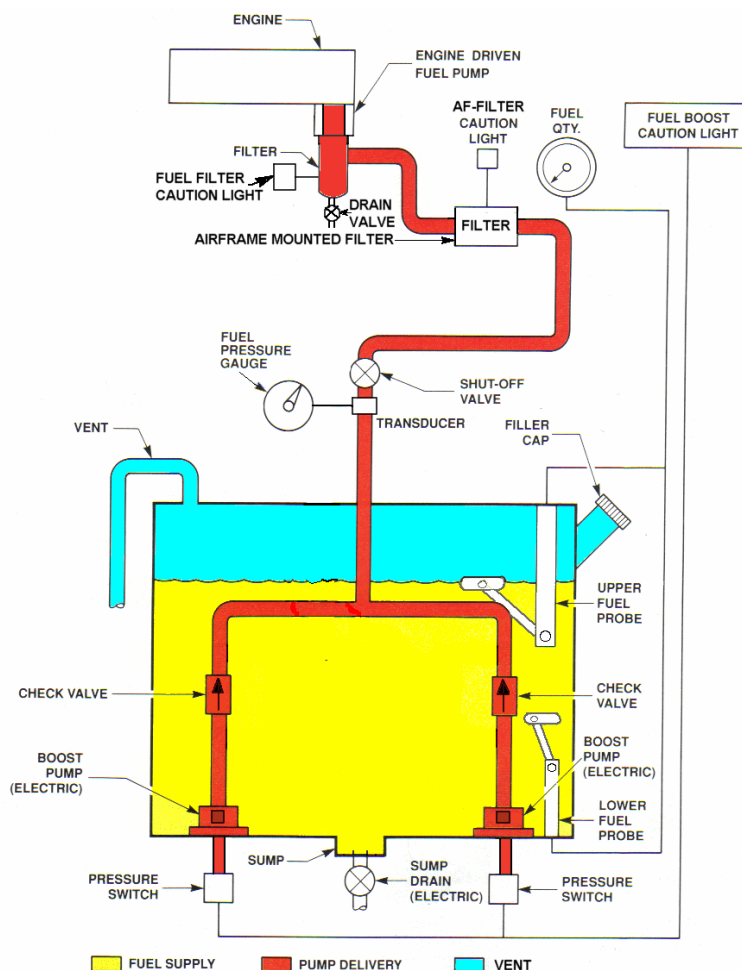 ENGINE
ENGINE DRIVEN
FUEL PUMP
AF-FILTER
CAUTION
LIGHT
FUEL
QTY.
FUEL BOOST
CAUTION LIGHT
FILTER
FUEL FILTER
CAUTION LIGHT
DRAIN
VALVE
FILTER
AIRFRAME MOUNTED FILTER
FUEL
PRESSURE
GAUGE
SHUT-OFF
VALVE
TRANSDUCER
VENT
FILLER
CAP
UPPER
FUEL
PROBE
CHECK VALVE
CHECK
VALVE
BOOST
PUMP
(ELECTRIC)
BOOST
PUMP
(ELECTRIC)
LOWER
FUEL
PROBE
SUMP
SUMP
DRAIN
(ELECTRIC)
PRESSURE
SWITCH
PRESSURE
SWITCH
FUEL SUPPLY
PUMP DELIVERY
VENT